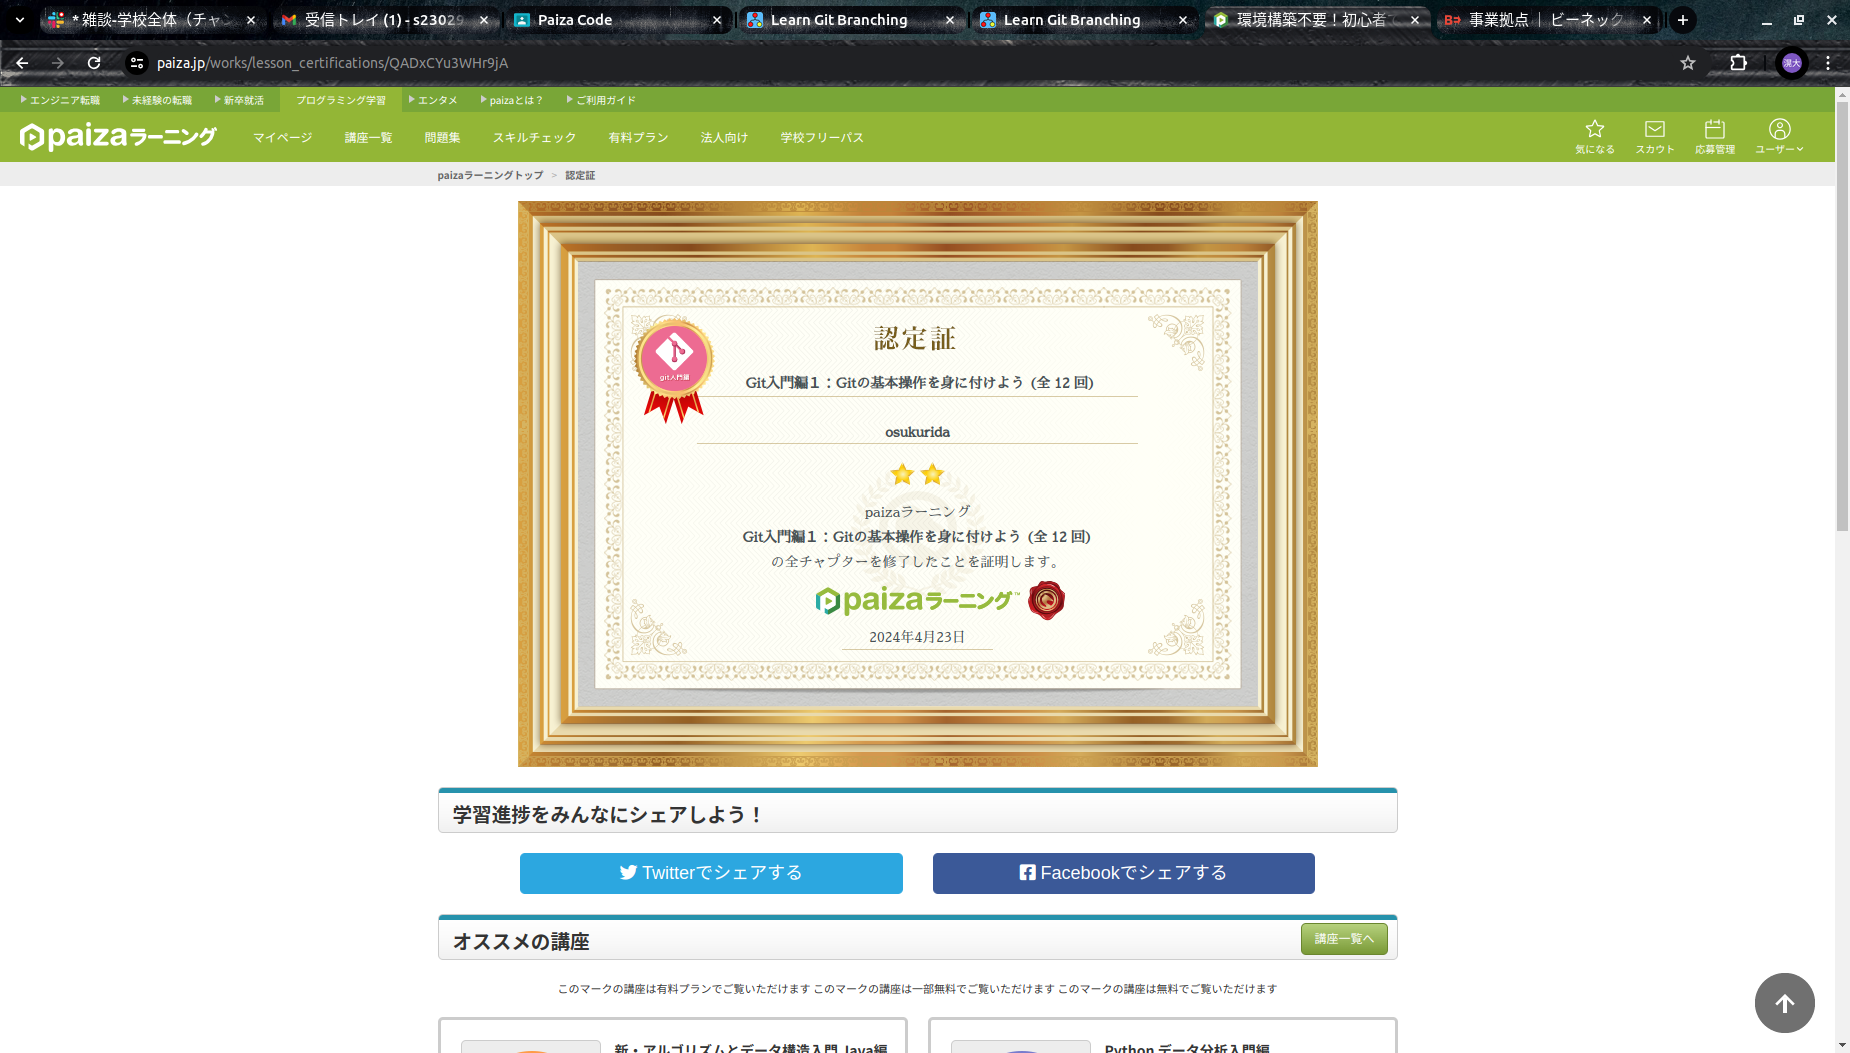 * 雑談-学校全体（チャン
受信トレイ (1) - s23029
Paiza Code
Learn Git Branching
Learn Git Branching
環境構築不要！初心者
事業拠点 ｜ ビーネック
paiza.jp/works/lesson_certifications/QADxCYu3WHr9jA
滉大
エンジニア転職
未経験の転職
新卒就活
プログラミング学習
エンタメ
paizaとは？
ご利用ガイド
paizaラーニング
マイページ
講座一覧
問題集
スキルチェック
有料プラン
法人向け
学校フリーパス
気になる
スカウト
応募管理
ユーザー
paizaラーニングトップ > 認定証
認定証
git入門編
Git入門編１：Gitの基本操作を身に付けよう (全 12 回)
osukurida
paizaラーニング
Git入門編１：Gitの基本操作を身に付けよう (全 12 回)
の全チャプターを修了したことを証明します。
paizaラーニング™
2024年4月23日
学習進捗をみんなにシェアしよう！
Twitterでシェアする
Facebookでシェアする
オススメの講座
講座一覧へ
このマークの講座は有料プランでご覧いただけます このマークの講座は一部無料でご覧いただけます このマークの講座は無料でご覧いただけます
新・アルゴリズムとデータ構造入門 Java編
Python データ分析入門編